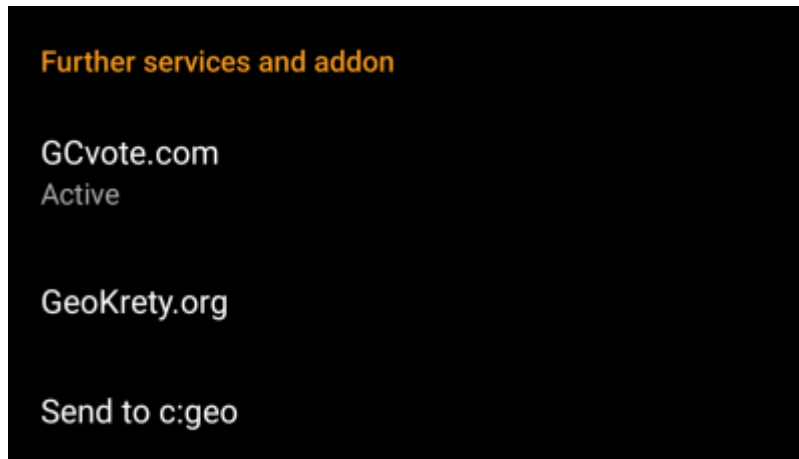 Further services and addon
GCvote.com
Active
GeoKrety.org
Send to c:geo